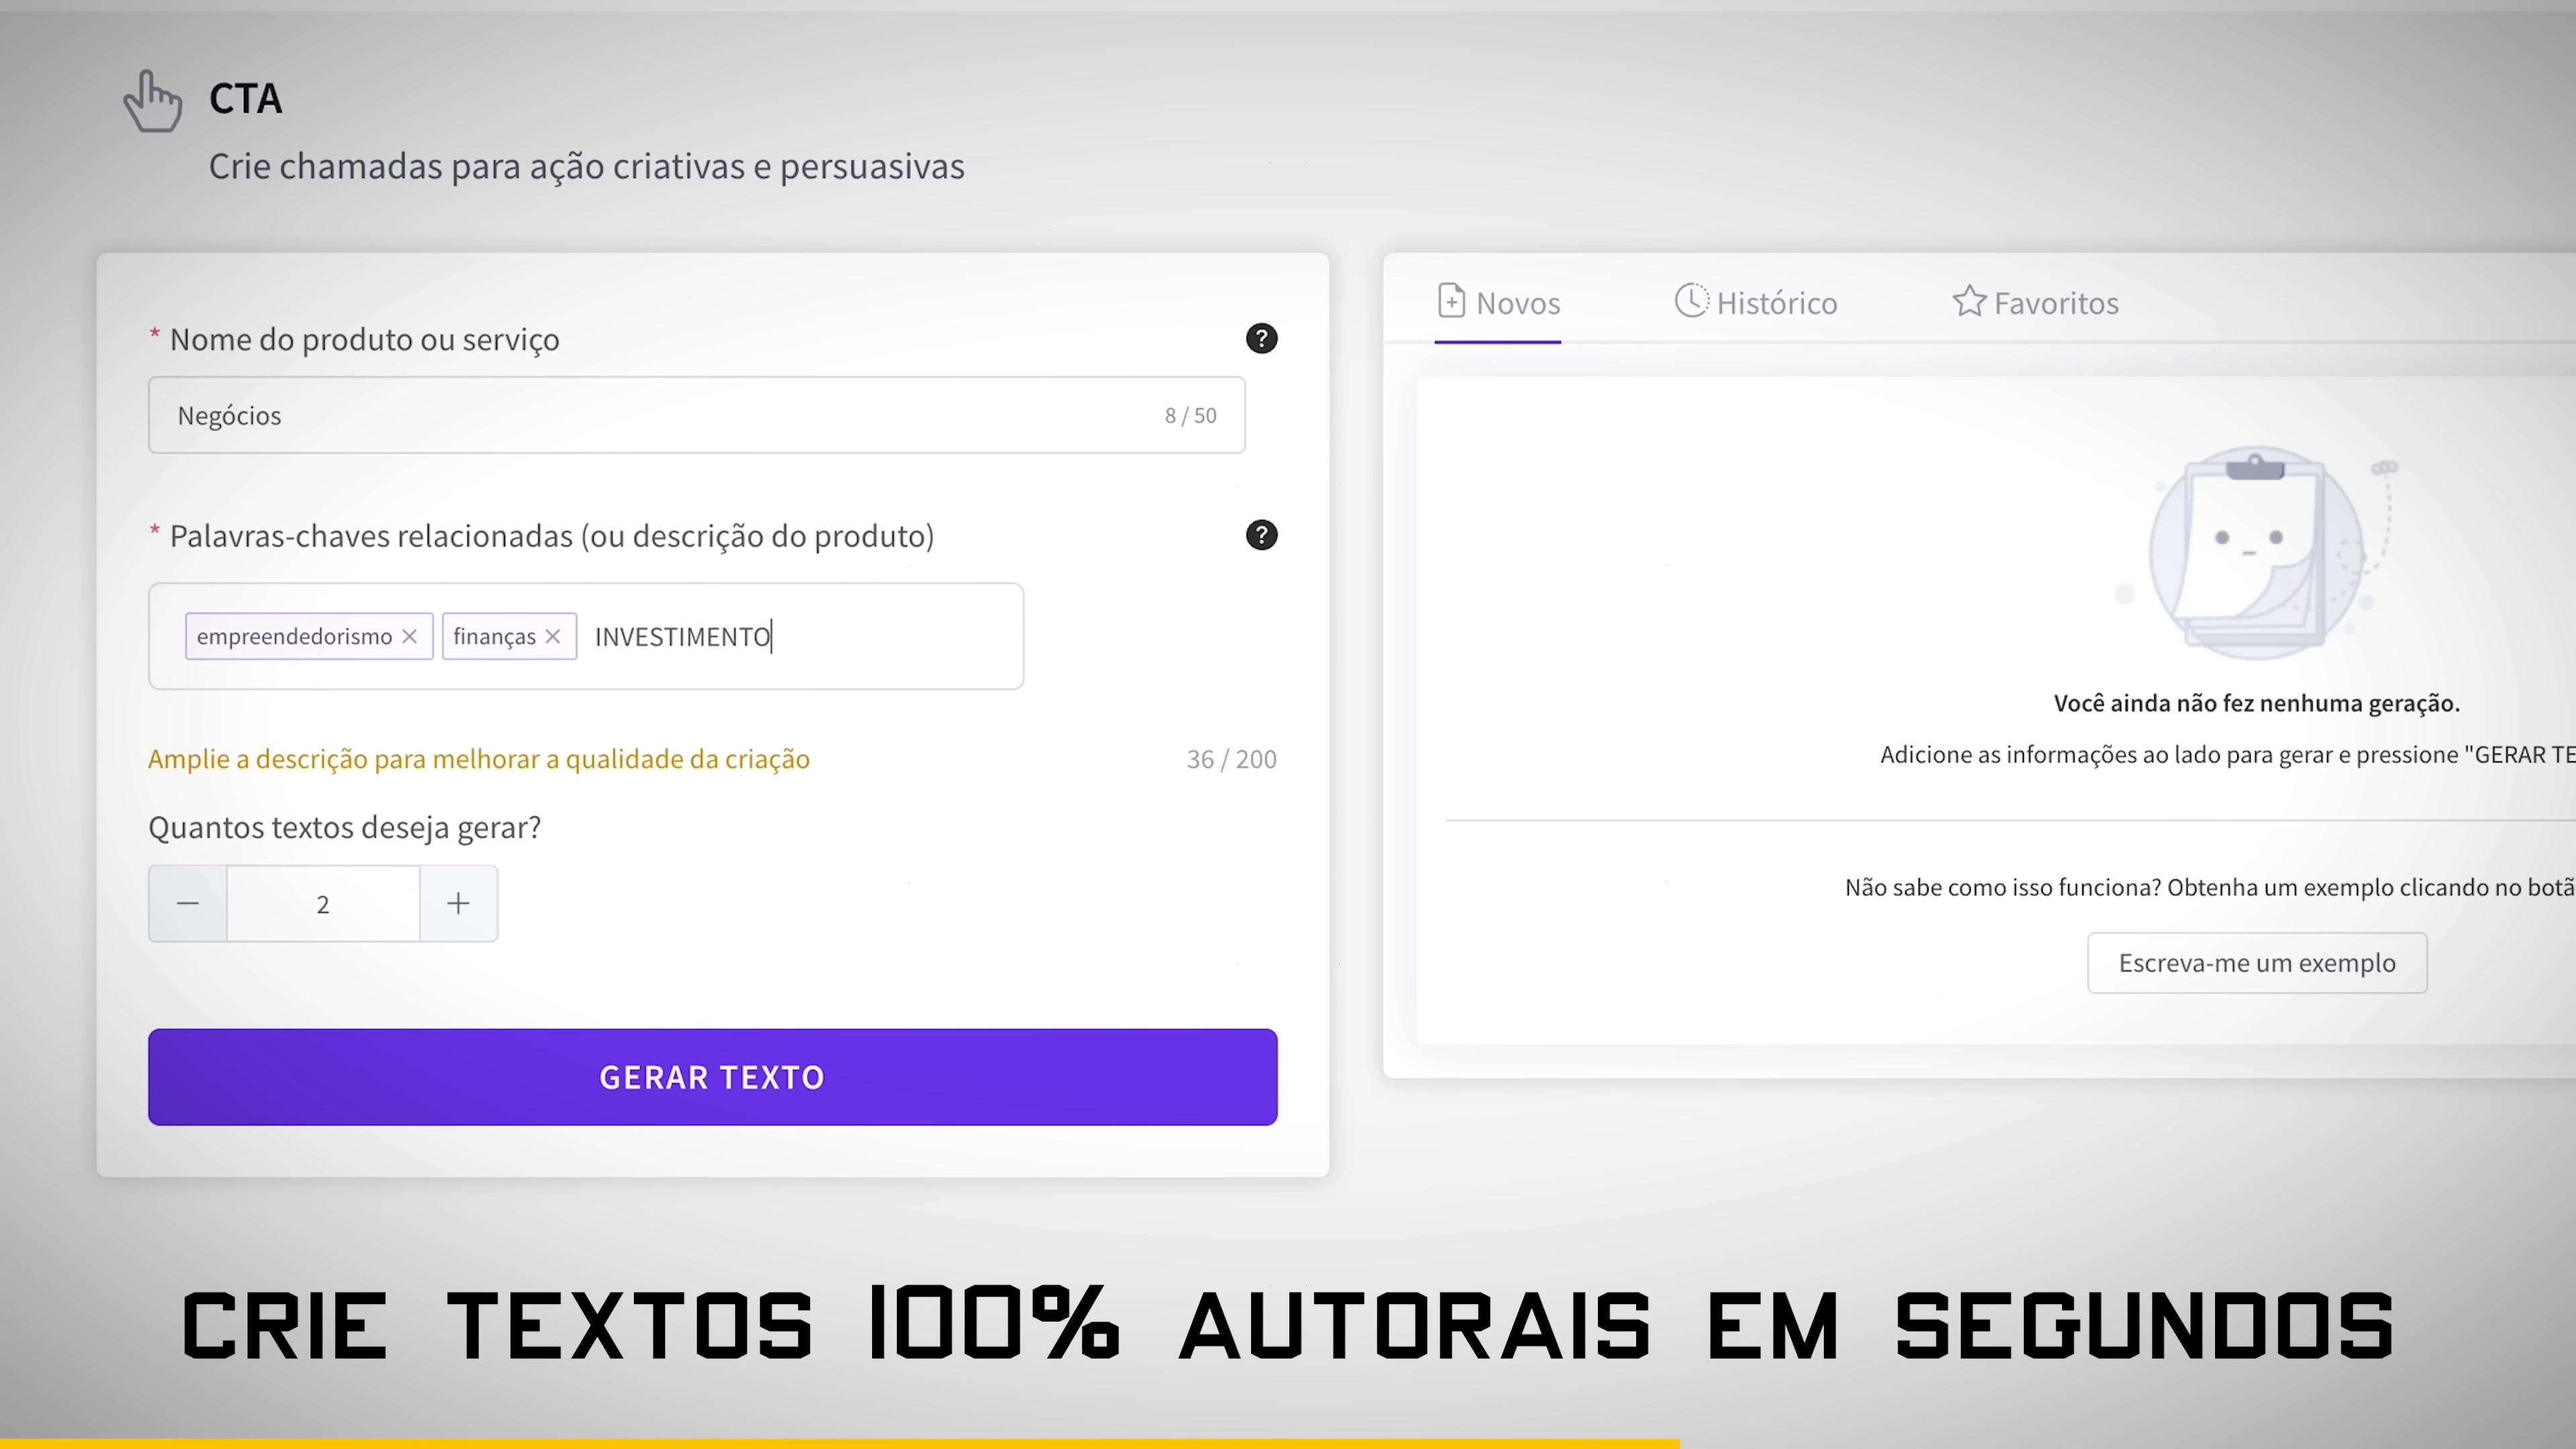 CTA
Crie chamadas para ação criativas e persuasivas
* Nome do produto ou serviço ?
Negócios 8 / 50
* Palavras-chaves relacionadas (ou descrição do produto) ?
empreendedorismo × finanças × INVESTIMENTO
Amplie a descrição para melhorar a qualidade da criação 36 / 200
Quantos textos deseja gerar?
− 2 +
GERAR TEXTO
Novos Histórico Favoritos
Você ainda não fez nenhuma geração.
Adicione as informações ao lado para gerar e pressione "GERAR TE
Não sabe como isso funciona? Obtenha um exemplo clicando no botã
Escreva-me um exemplo
CRIE TEXTOS 100% AUTORAIS EM SEGUNDOS